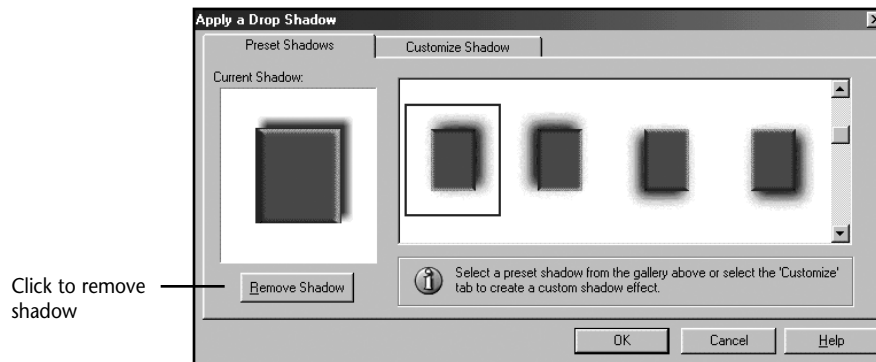 Apply a Drop Shadow
Preset Shadows
Customize Shadow
Current Shadow:
Click to remove
shadow
Remove Shadow
Select a preset shadow from the gallery above or select the 'Customize'
tab to create a custom shadow effect.
OK
Cancel
Help